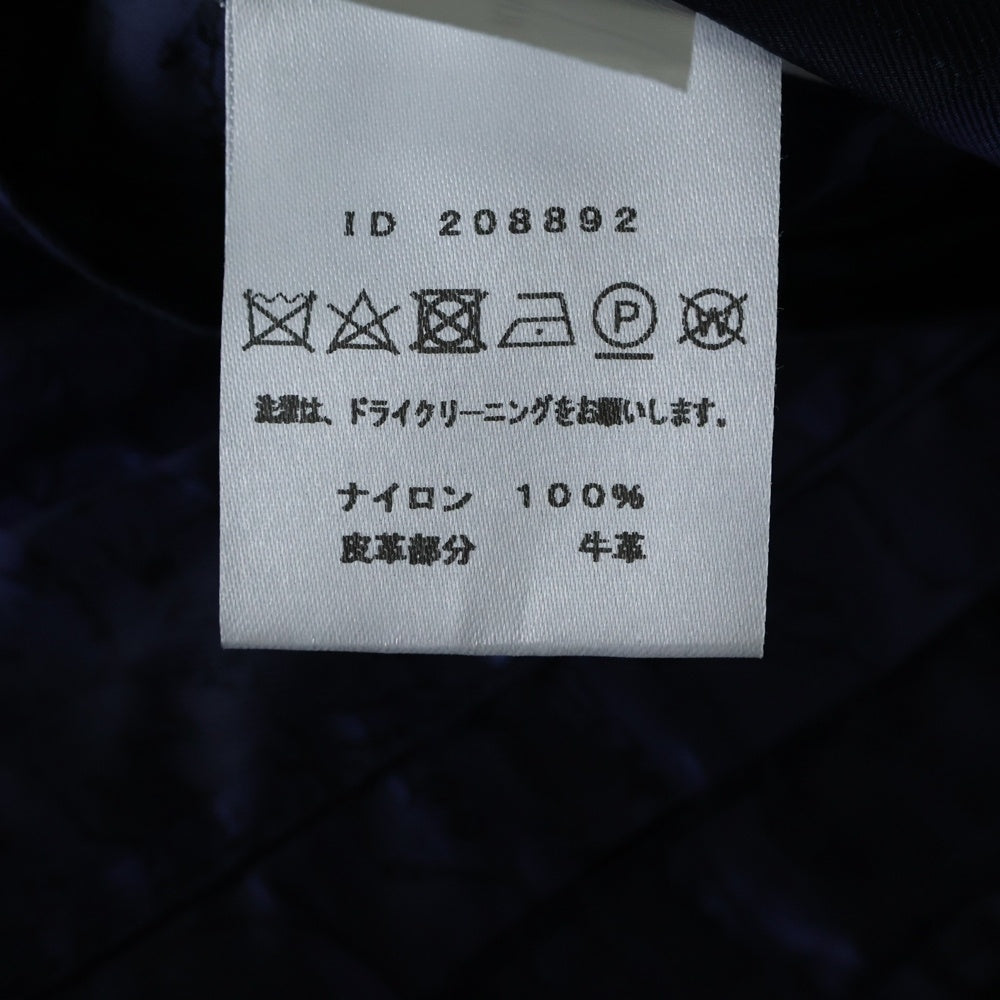 ID 208892
P W
洗濯は、ドライクリーニングをお願いします。
ナイロン 100%
皮革部分 牛革